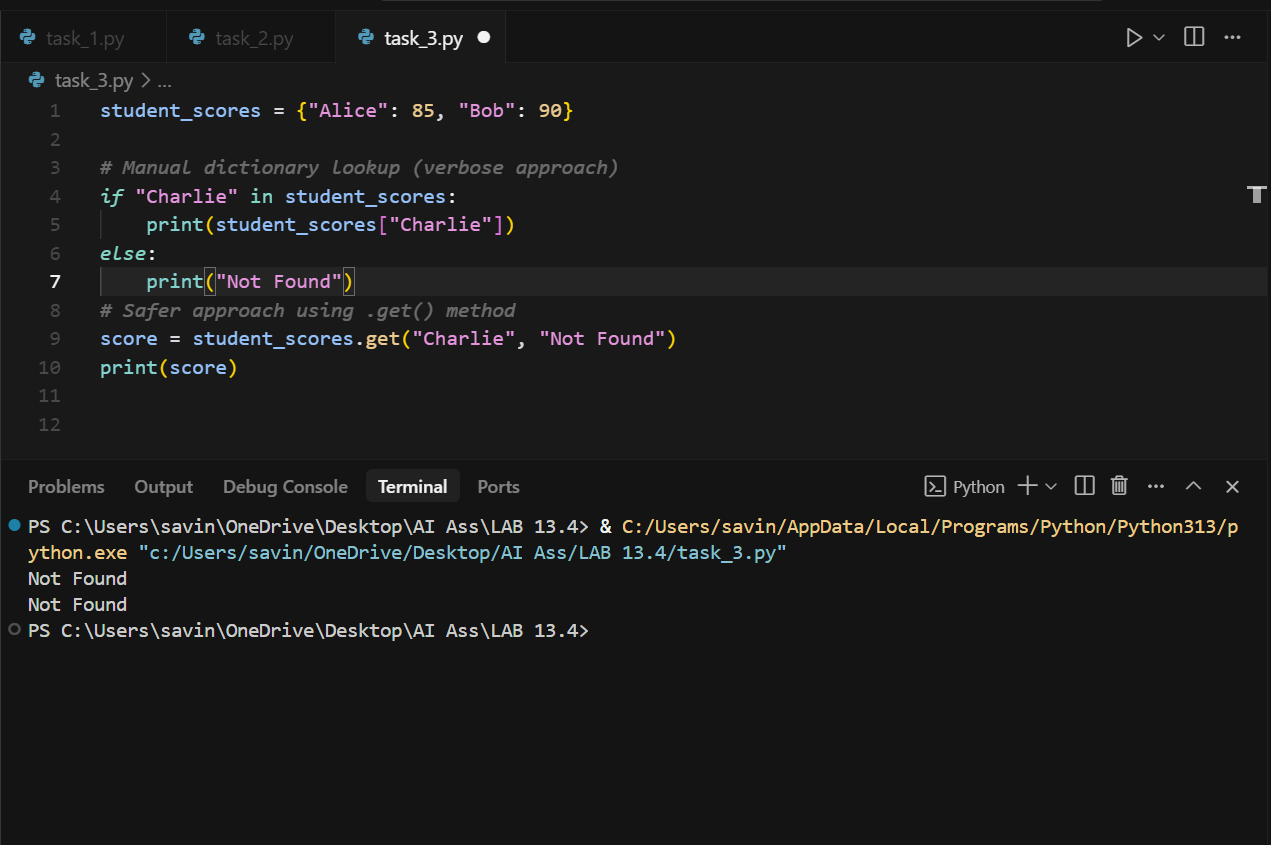 task_1.py task_2.py task_3.py
task_3.py > ...
1 student_scores = {"Alice": 85, "Bob": 90}
2
3 # Manual dictionary lookup (verbose approach)
4 if "Charlie" in student_scores:
5     print(student_scores["Charlie"])
6 else:
7     print("Not Found")
8 # Safer approach using .get() method
9 score = student_scores.get("Charlie", "Not Found")
10 print(score)
11
12
Problems Output Debug Console Terminal Ports Python
PS C:\Users\savin\OneDrive\Desktop\AI Ass\LAB 13.4> & C:/Users/savin/AppData/Local/Programs/Python/Python313/p
ython.exe "c:/Users/savin/OneDrive/Desktop/AI Ass/LAB 13.4/task_3.py"
Not Found
Not Found
PS C:\Users\savin\OneDrive\Desktop\AI Ass\LAB 13.4>